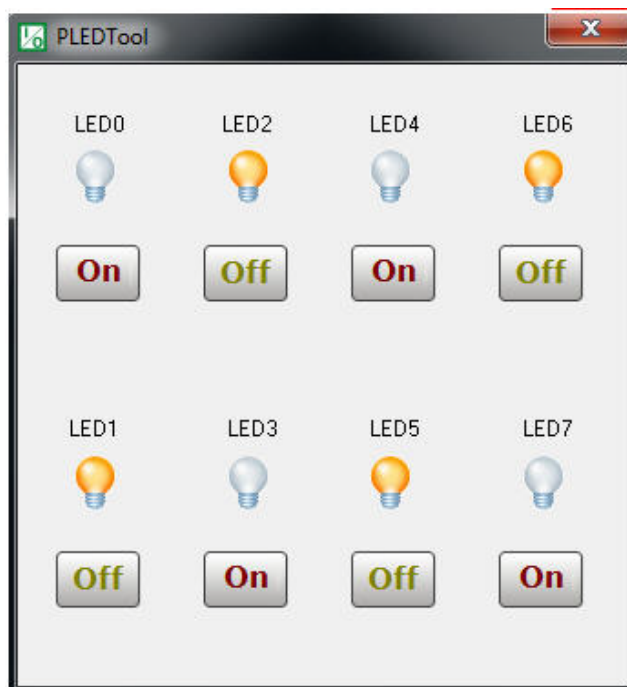 PLEDTool
LED0 LED2 LED4 LED6
On Off On Off
LED1 LED3 LED5 LED7
Off On Off On